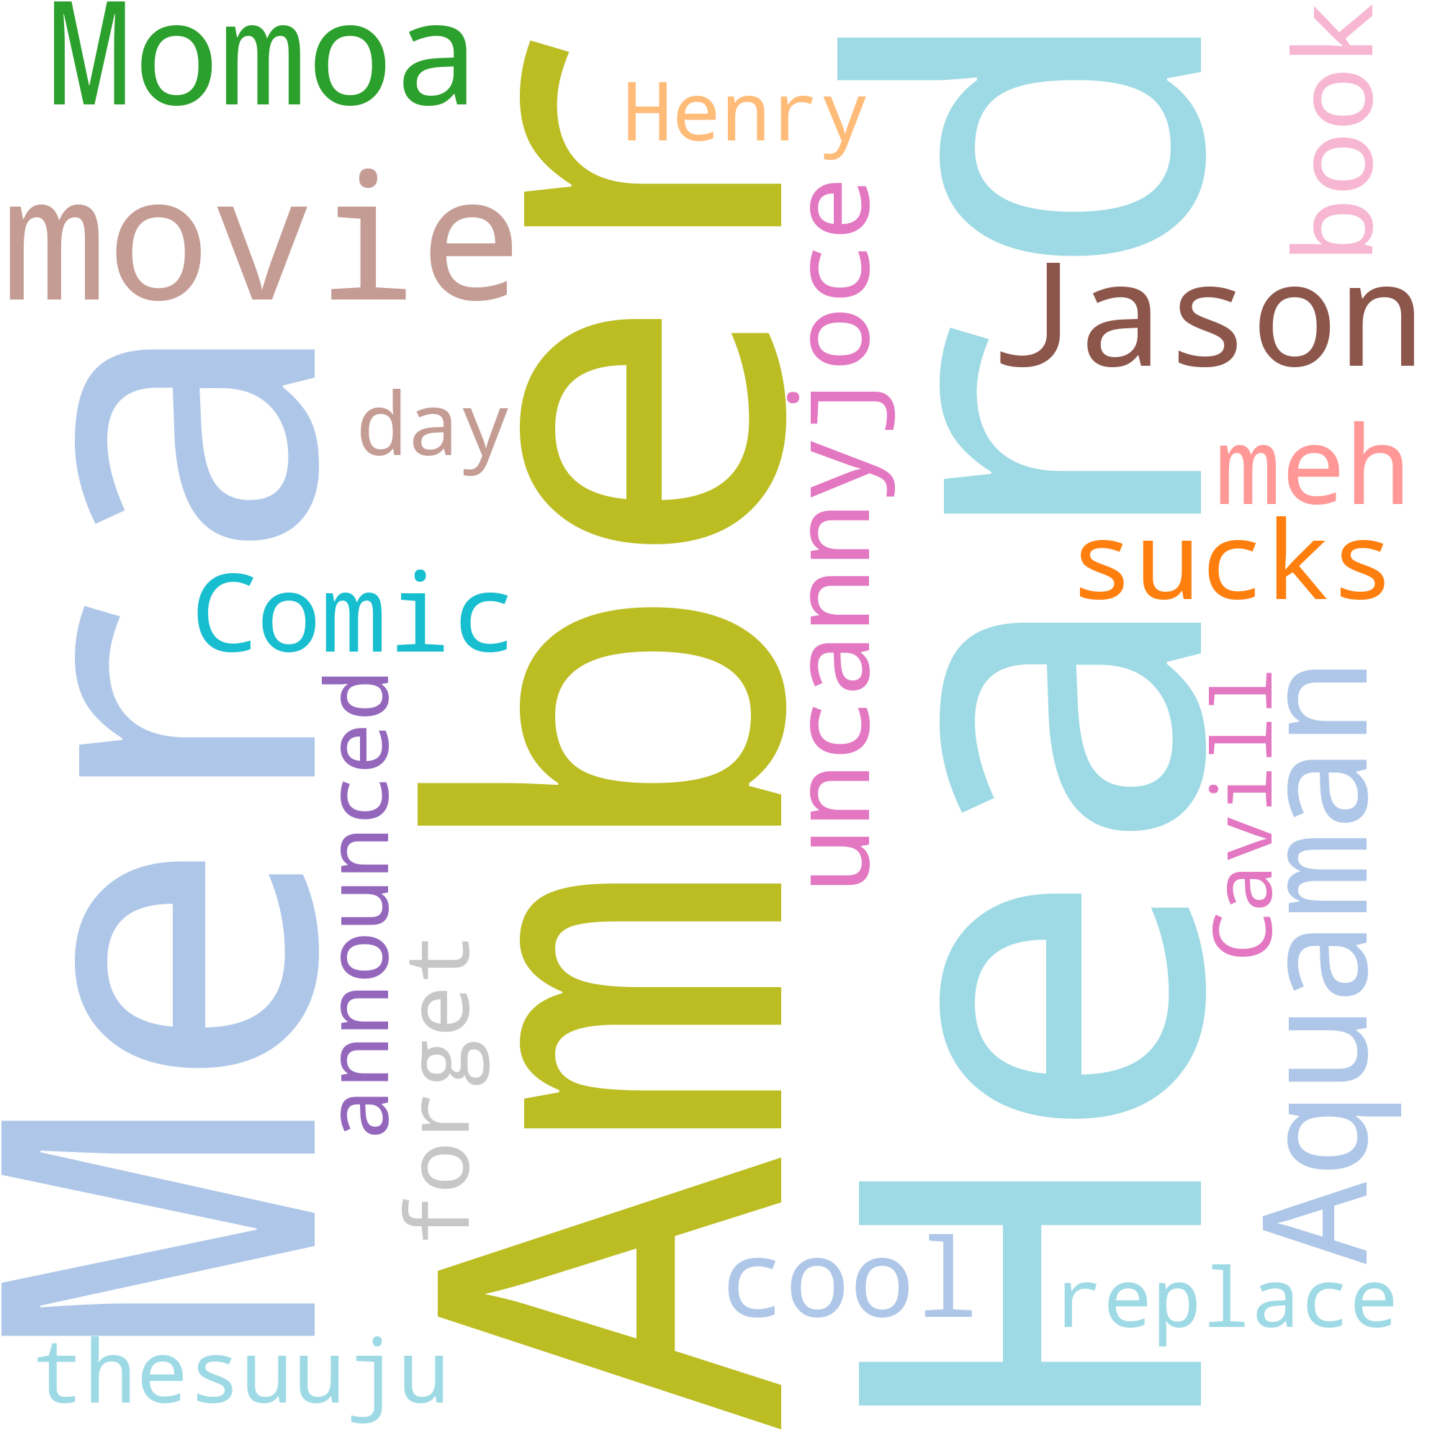 Momoa
Henry
book
movie
Jason
day
meh
sucks
Comic
Mera
Amber
Heard
uncannyjoce
announced
forget
Cavill
Aquaman
cool
replace
thesuuju